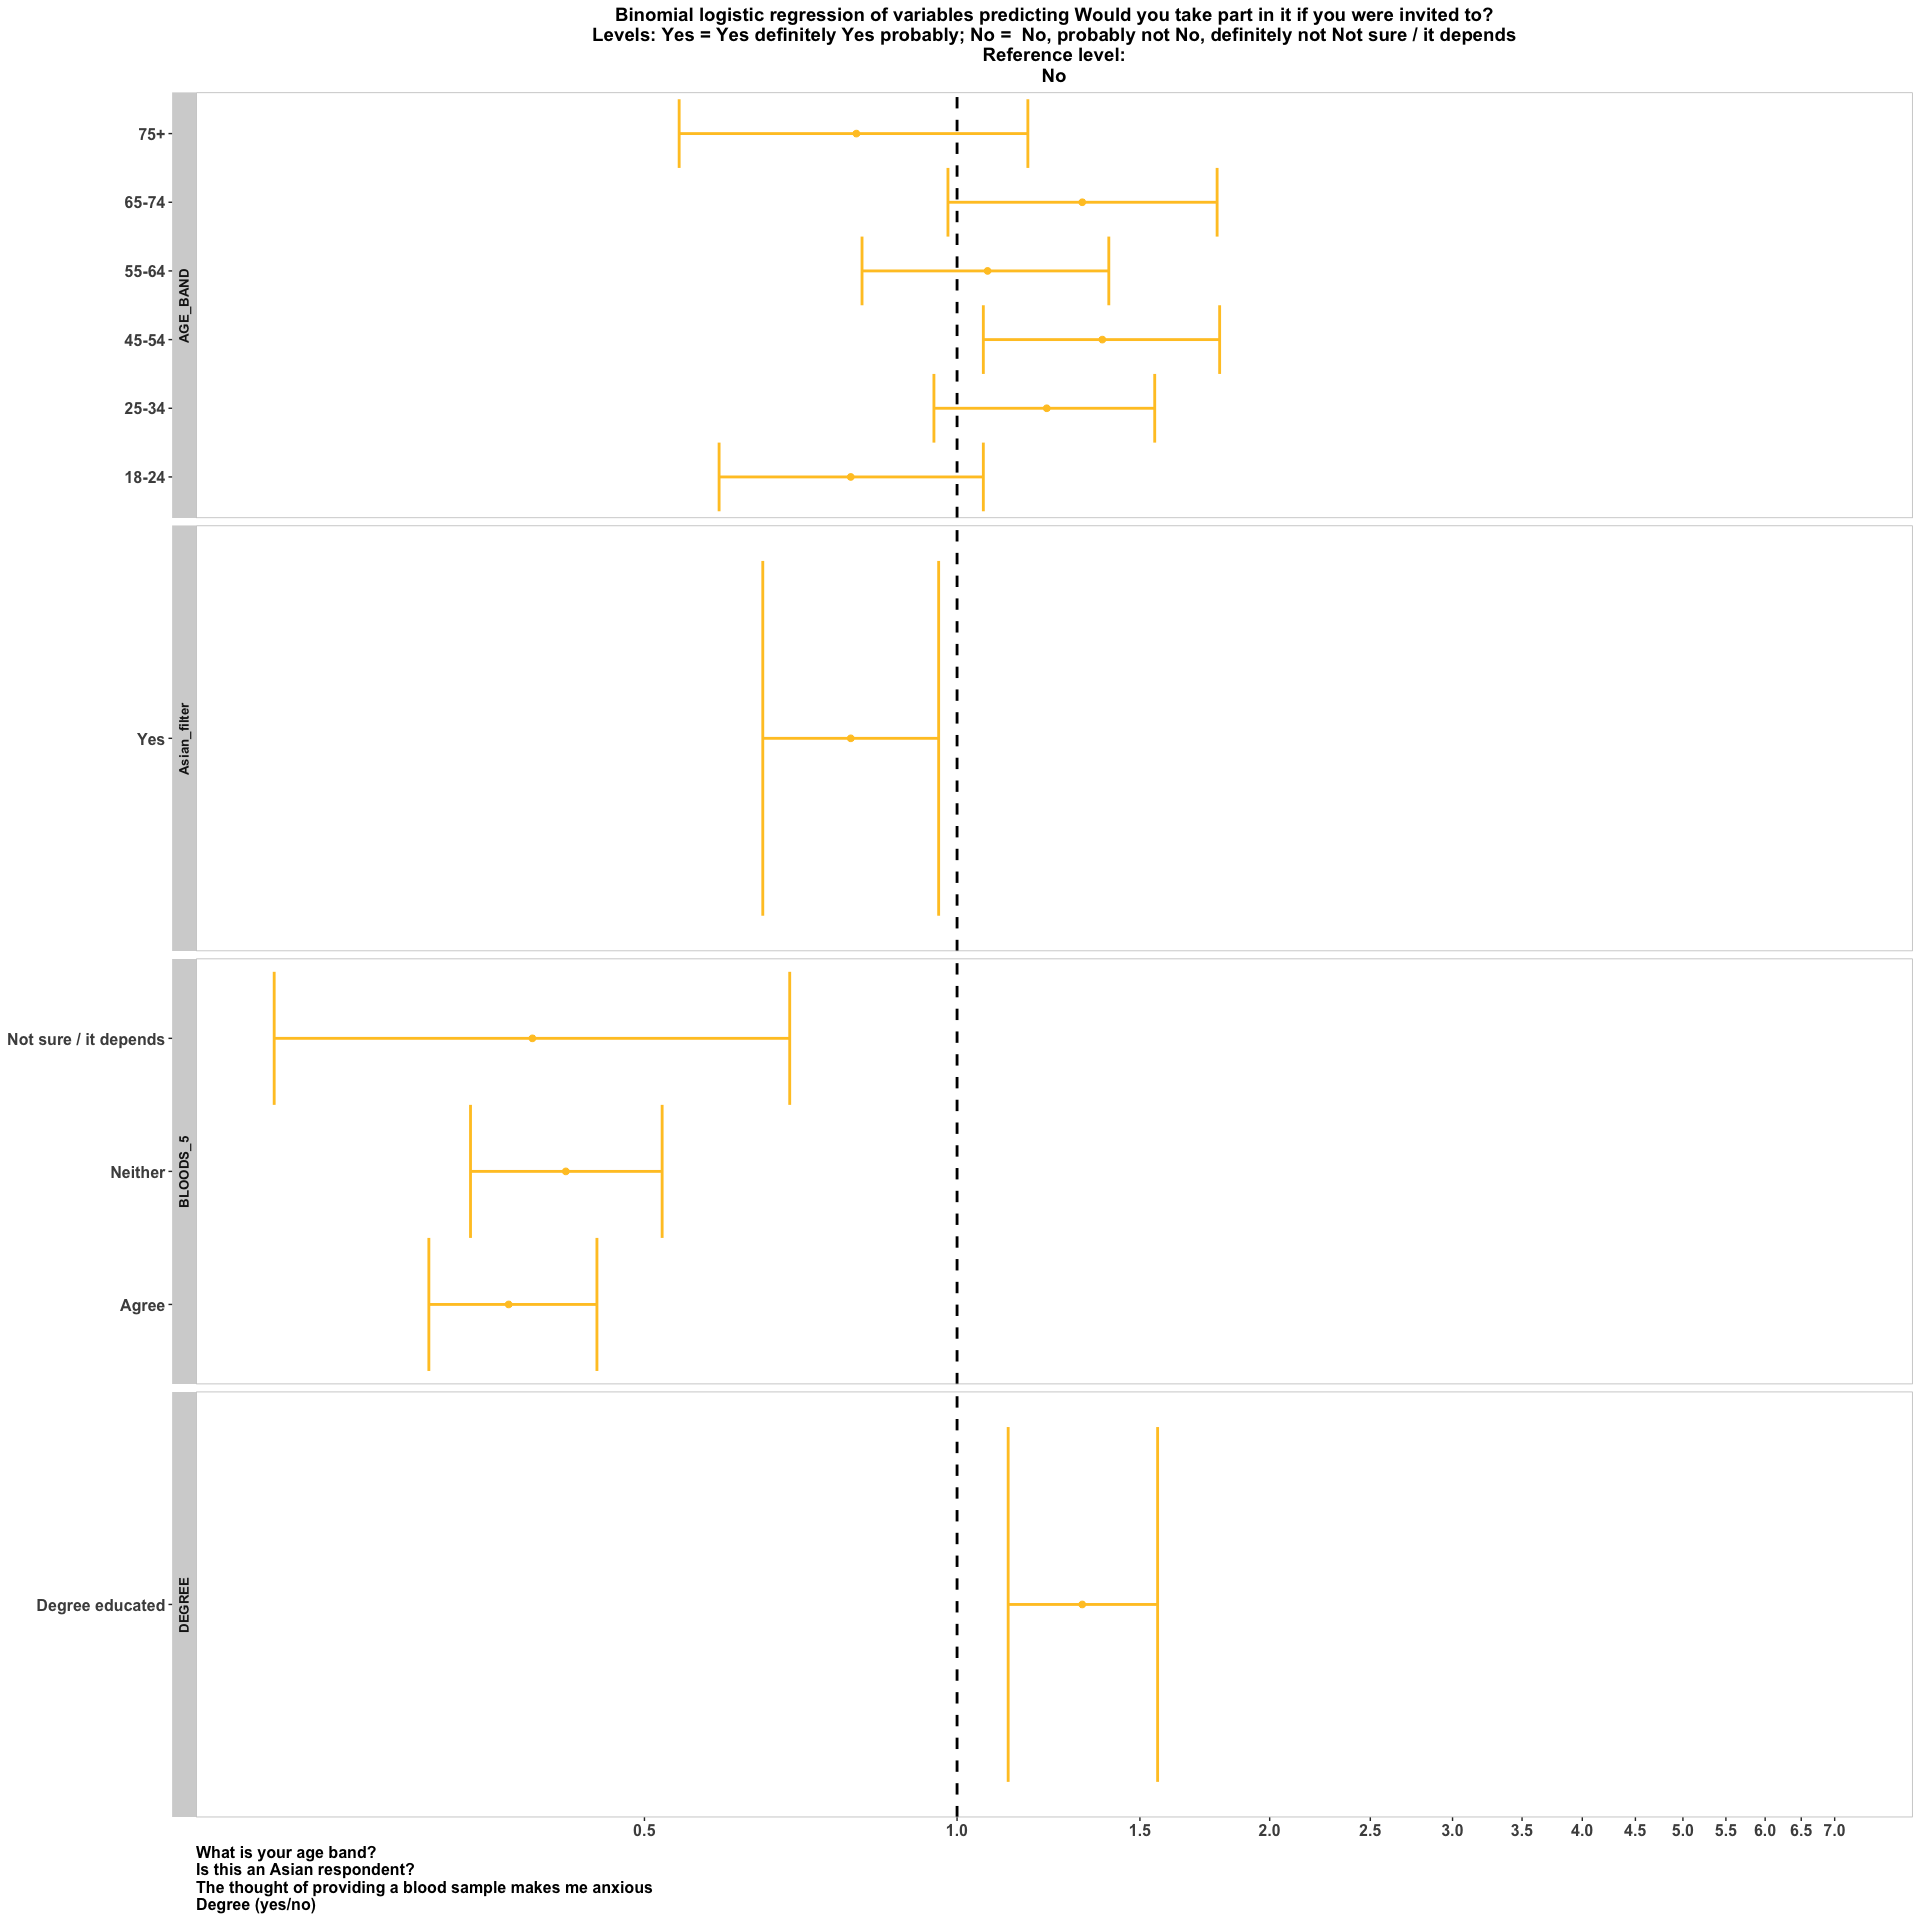 Binomial logistic regression of variables predicting Would you take part in it if you were invited to?
Levels: Yes = Yes definitely Yes probably; No =  No, probably not No, definitely not Not sure / it depends
Reference level:
No
AGE_BAND
75+
65-74
55-64
45-54
25-34
18-24
Asian_filter
Yes
BLOODS_5
Not sure / it depends
Neither
Agree
DEGREE
Degree educated
0.5 1.0 1.5 2.0 2.5 3.0 3.5 4.0 4.5 5.0 5.5 6.0 6.5 7.0
What is your age band?
Is this an Asian respondent?
The thought of providing a blood sample makes me anxious
Degree (yes/no)